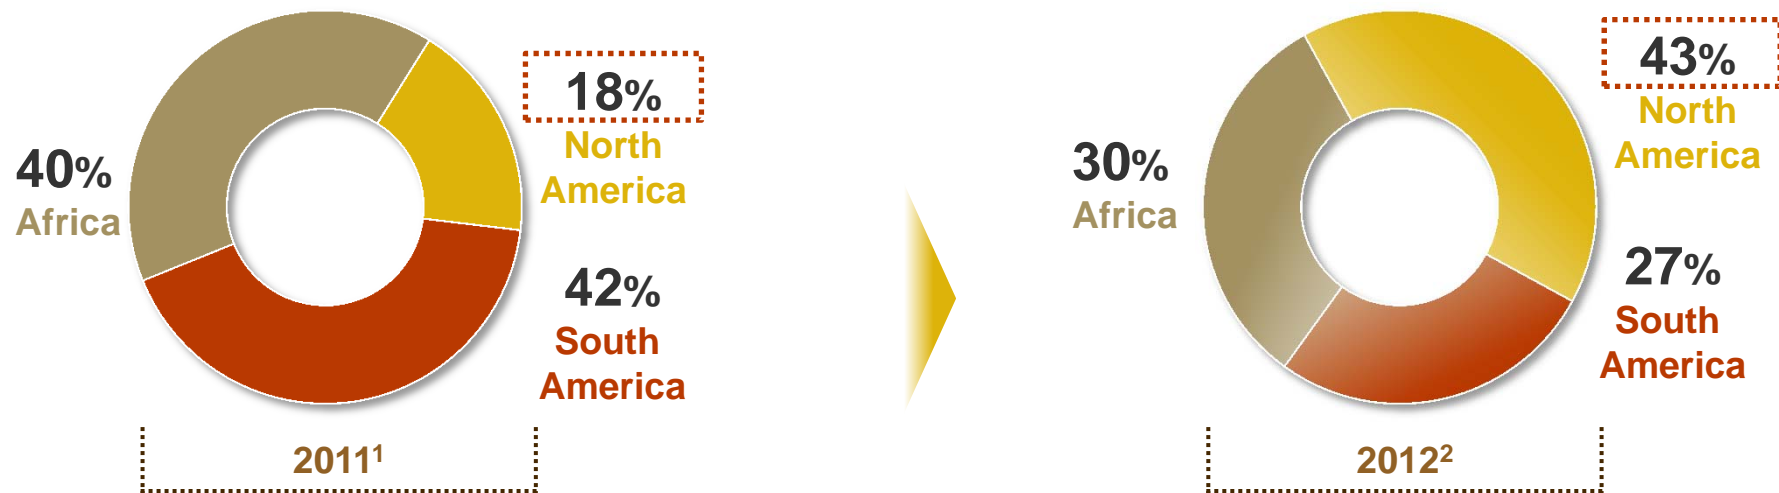 40%
Africa
18%
North
America
42%
South
America
2011¹
30%
Africa
43%
North
America
27%
South
America
2012²